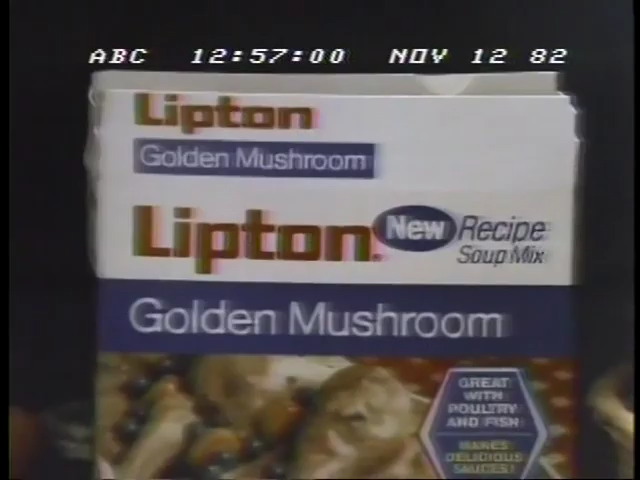 ABC 12:57:00 NOV 12 82
Lipton
Golden Mushroom
Lipton. New Recipe
Soup Mix
Golden Mushroom
GREAT
WITH
POULTRY
AND FISH
MAKES
DELICIOUS
SAUCES!